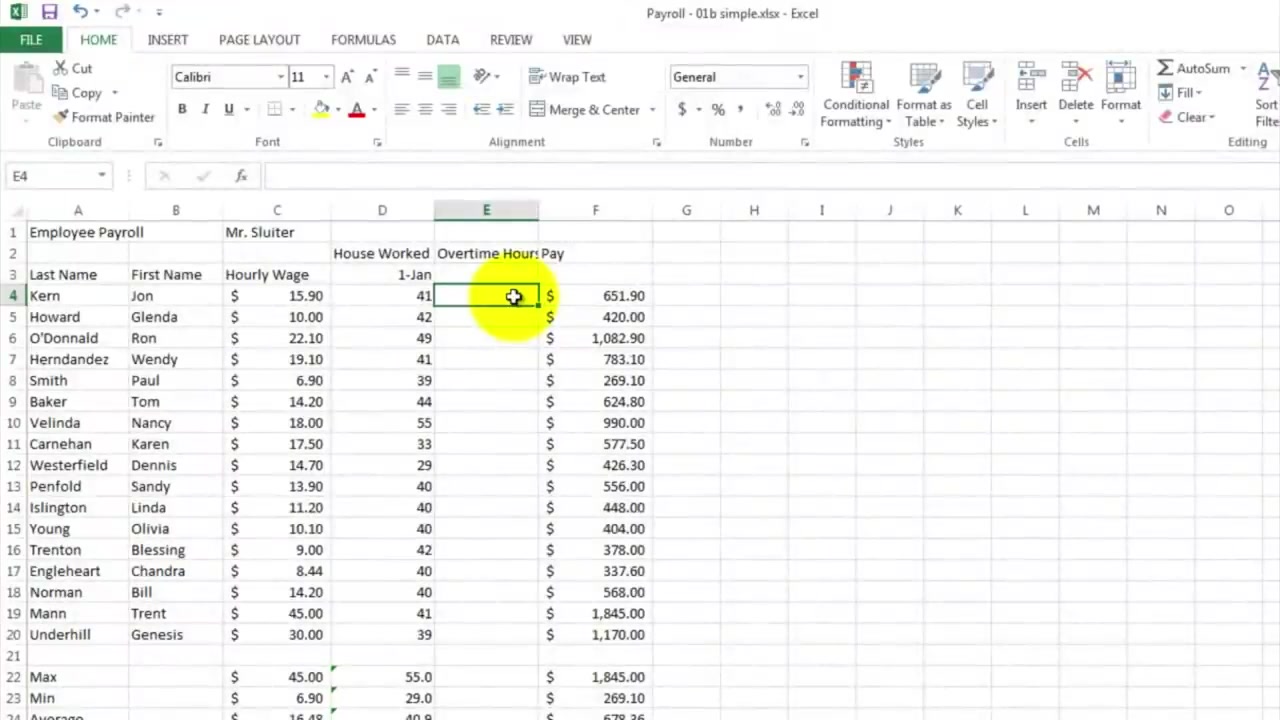 Payroll - 01b simple.xlsx - Excel
FILE HOME INSERT PAGE LAYOUT FORMULAS DATA REVIEW VIEW
Cut
Copy
Format Painter
Paste
Calibri 11
B I U
Wrap Text
Merge & Center
General
$ % ,
Conditional Formatting
Format as Table
Cell Styles
Insert Delete Format
AutoSum
Fill
Clear
Sort
Filte
Clipboard Font Alignment Number Styles Cells Editing
E4 fx
A B C D E F G H I J K L M N O
1 Employee Payroll Mr. Sluiter
2 House Worked Overtime Hours Pay
3 Last Name First Name Hourly Wage 1-Jan
4 Kern Jon $ 15.90 41 $ 651.90
5 Howard Glenda $ 10.00 42 $ 420.00
6 O'Donnald Ron $ 22.10 49 $ 1,082.90
7 Herndandez Wendy $ 19.10 41 $ 783.10
8 Smith Paul $ 6.90 39 $ 269.10
9 Baker Tom $ 14.20 44 $ 624.80
10 Velinda Nancy $ 18.00 55 $ 990.00
11 Carnehan Karen $ 17.50 33 $ 577.50
12 Westerfield Dennis $ 14.70 29 $ 426.30
13 Penfold Sandy $ 13.90 40 $ 556.00
14 Islington Linda $ 11.20 40 $ 448.00
15 Young Olivia $ 10.10 40 $ 404.00
16 Trenton Blessing $ 9.00 42 $ 378.00
17 Engleheart Chandra $ 8.44 40 $ 337.60
18 Norman Bill $ 14.20 40 $ 568.00
19 Mann Trent $ 45.00 41 $ 1,845.00
20 Underhill Genesis $ 30.00 39 $ 1,170.00
21
22 Max $ 45.00 55.0 $ 1,845.00
23 Min $ 6.90 29.0 $ 269.10
24 Average $ 16.48 40.9 $ 678.36